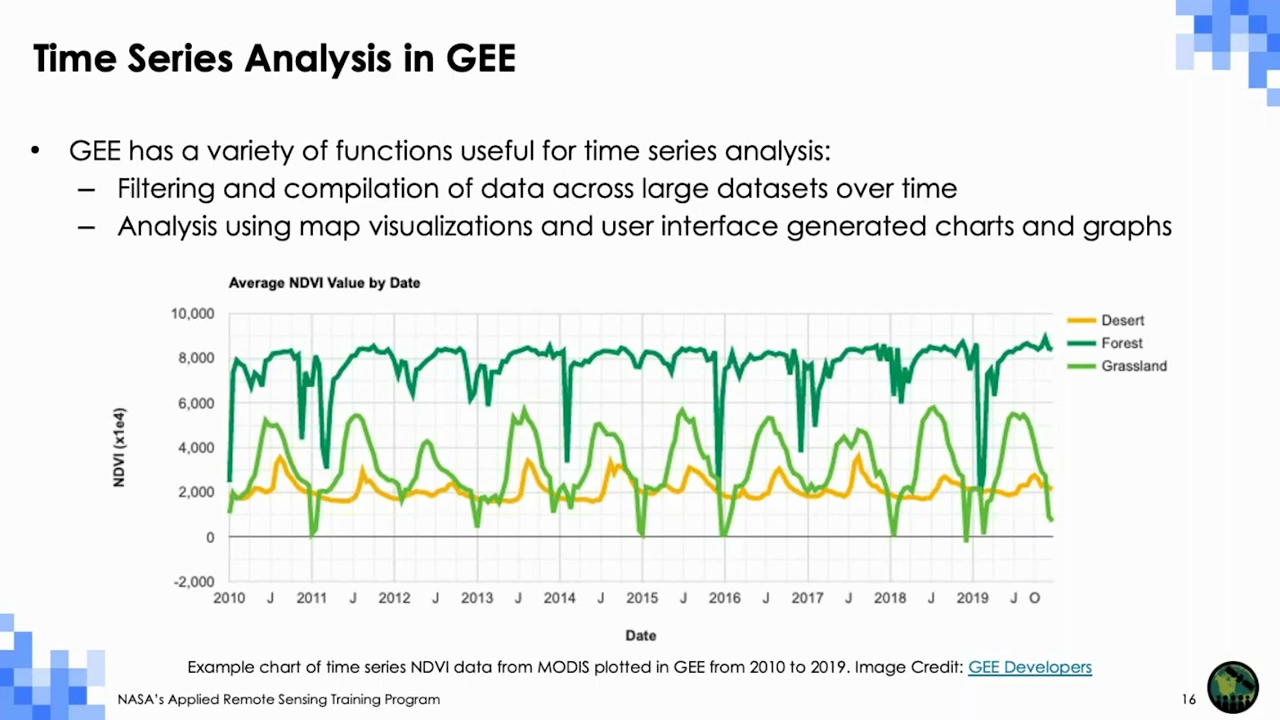 Time Series Analysis in GEE
• GEE has a variety of functions useful for time series analysis:
– Filtering and compilation of data across large datasets over time
– Analysis using map visualizations and user interface generated charts and graphs
Average NDVI Value by Date
10,000
8,000
6,000
4,000
2,000
0
-2,000
NDVI (x1e4)
Desert
Forest
Grassland
2010 J 2011 J 2012 J 2013 J 2014 J 2015 J 2016 J 2017 J 2018 J 2019 J O
Date
Example chart of time series NDVI data from MODIS plotted in GEE from 2010 to 2019. Image Credit: GEE Developers
NASA's Applied Remote Sensing Training Program
16